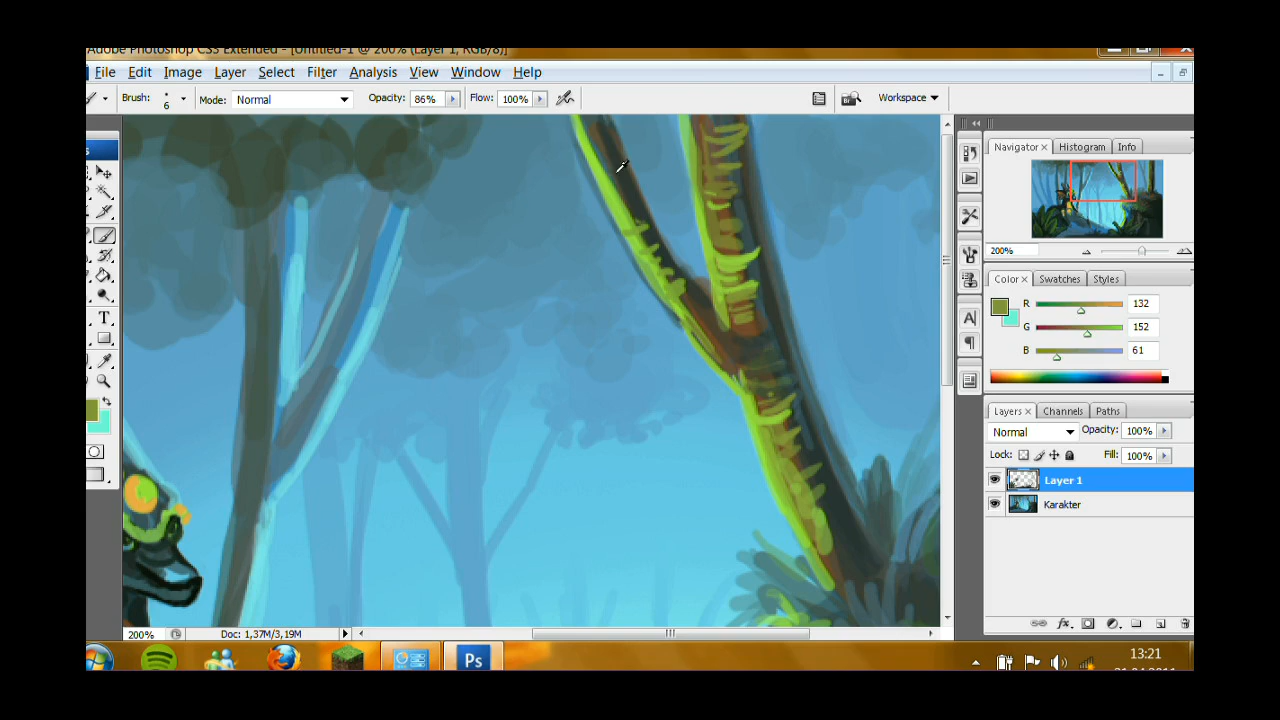 Adobe Photoshop CS5 Extended - [Untitled-1 @ 200% (Layer 1, RGB/8)]
File Edit Image Layer Select Filter Analysis View Window Help
Brush: 6 Mode: Normal Opacity: 86% Flow: 100% Workspace
Navigator Histogram Info
200%
Color Swatches Styles
R 132
G 152
B 61
Layers Channels Paths
Normal Opacity: 100%
Lock: Fill: 100%
Layer 1
Karakter
200% Doc: 1,37M/3,19M
Ps
13:21